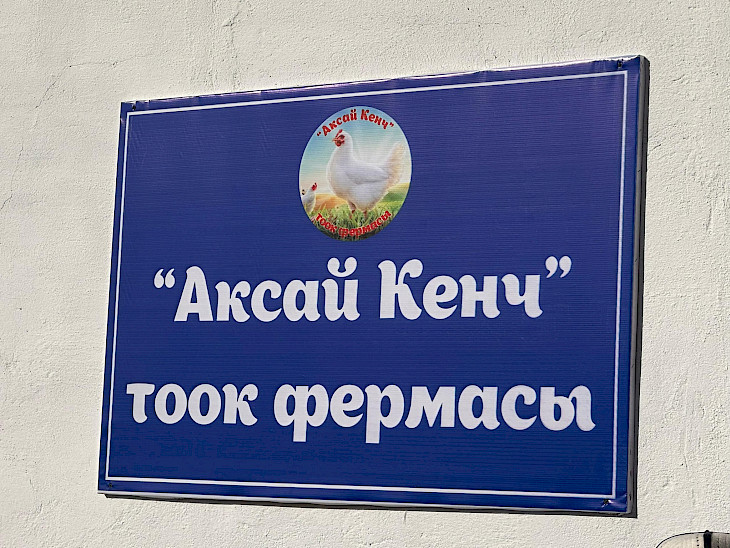 "Аксай Кенч"
тоок фермасы
“Аксай Кенч”
тоок фермасы